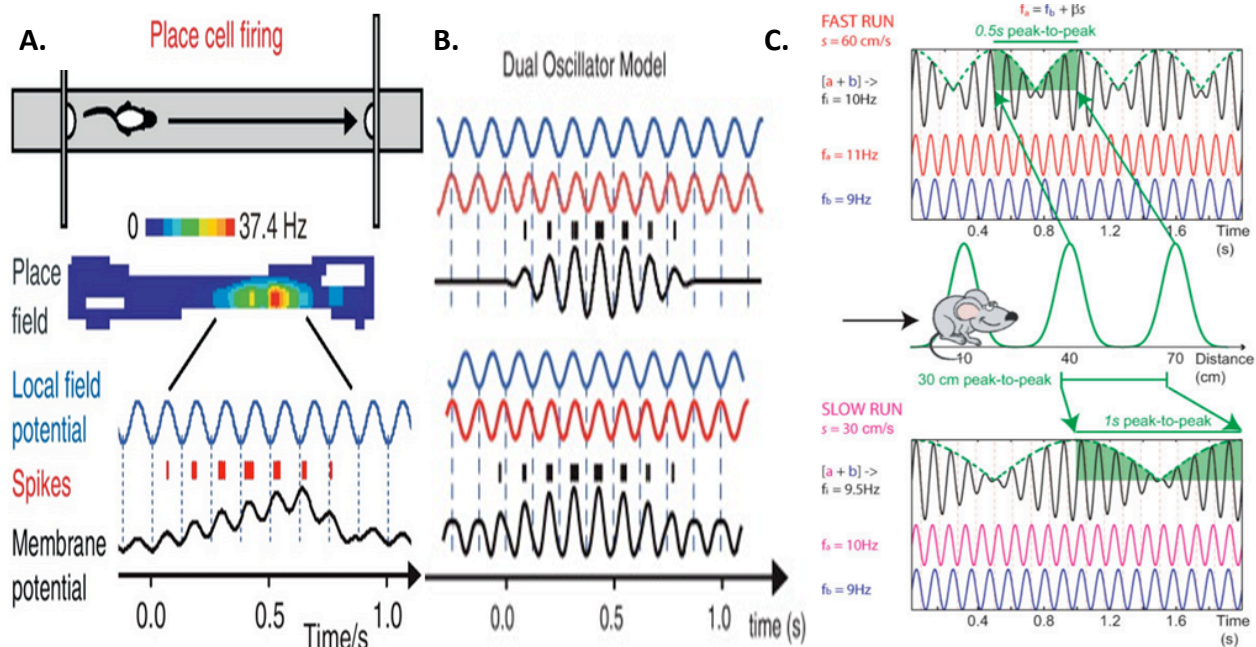 A.
Place cell firing
0 37.4 Hz
Place
field
Local field
potential
Spikes
Membrane
potential
0.0 0.5 1.0
Time/s
B.
Dual Oscillator Model
0.0 0.5 1.0
time (s)
C.
FAST RUN
s = 60 cm/s
fa = fb + βs
0.5s peak-to-peak
[a + b] ->
fi = 10Hz
fa = 11Hz
fb = 9Hz
0.4 0.8 1.2 1.6 Time
(s)
10 40 70 Distance
(cm)
30 cm peak-to-peak
SLOW RUN
s = 30 cm/s
1s peak-to-peak
[a + b] ->
fi = 9.5Hz
fa = 10Hz
fb = 9Hz
0.4 0.8 1.2 1.6 Time
(s)